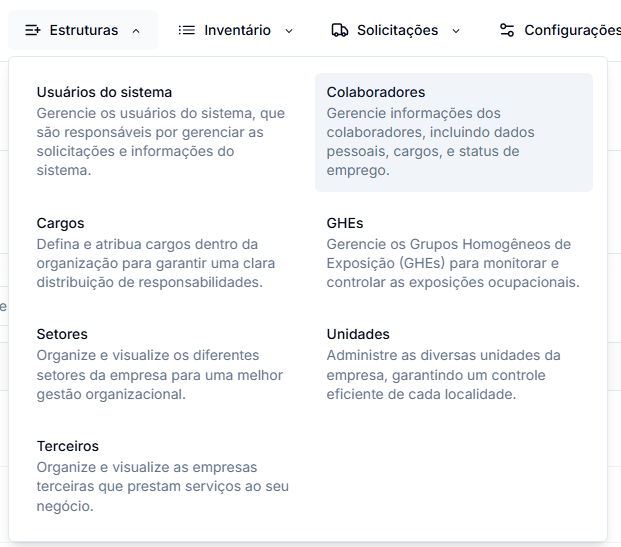 Estruturas
Inventário
Solicitações
Configurações
Usuários do sistema
Gerencie os usuários do sistema, que
são responsáveis por gerenciar as
solicitações e informações do
sistema.
Colaboradores
Gerencie informações dos
colaboradores, incluindo dados
pessoais, cargos, e status de
emprego.
Cargos
Defina e atribua cargos dentro da
organização para garantir uma clara
distribuição de responsabilidades.
GHEs
Gerencie os Grupos Homogêneos de
Exposição (GHEs) para monitorar e
controlar as exposições ocupacionais.
Setores
Organize e visualize os diferentes
setores da empresa para uma melhor
gestão organizacional.
Unidades
Administre as diversas unidades da
empresa, garantindo um controle
eficiente de cada localidade.
Terceiros
Organize e visualize as empresas
terceiras que prestam serviços ao seu
negócio.